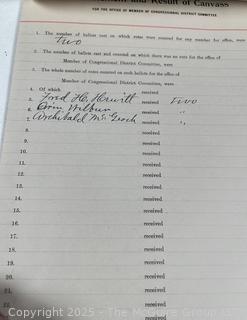 and Result of Canvass
FOR THE OFFICE OF MEMBER OF CONGRESSIONAL DISTRICT COMMITTEE
1. The number of ballots cast on which votes were counted for any member for office, were
Two
2. The number of ballots cast and counted on which there was no vote for the office of
Member of Congressional District Committee, were
3. The whole number of votes counted on such ballots for the office of
Member of Congressional District Committee, were
4. Of which received
5. Fred H. Hewitt received Two
6. Orin Wilbur received "
7. Archibald McGeoch received "
8. received
9. received
10. received
11. received
12. received
13. received
14. received
15. received
16. received
17. received
18. received
19. received
20. received
21. received
22. received
Copyright 2025 - The McGuire Group LLC